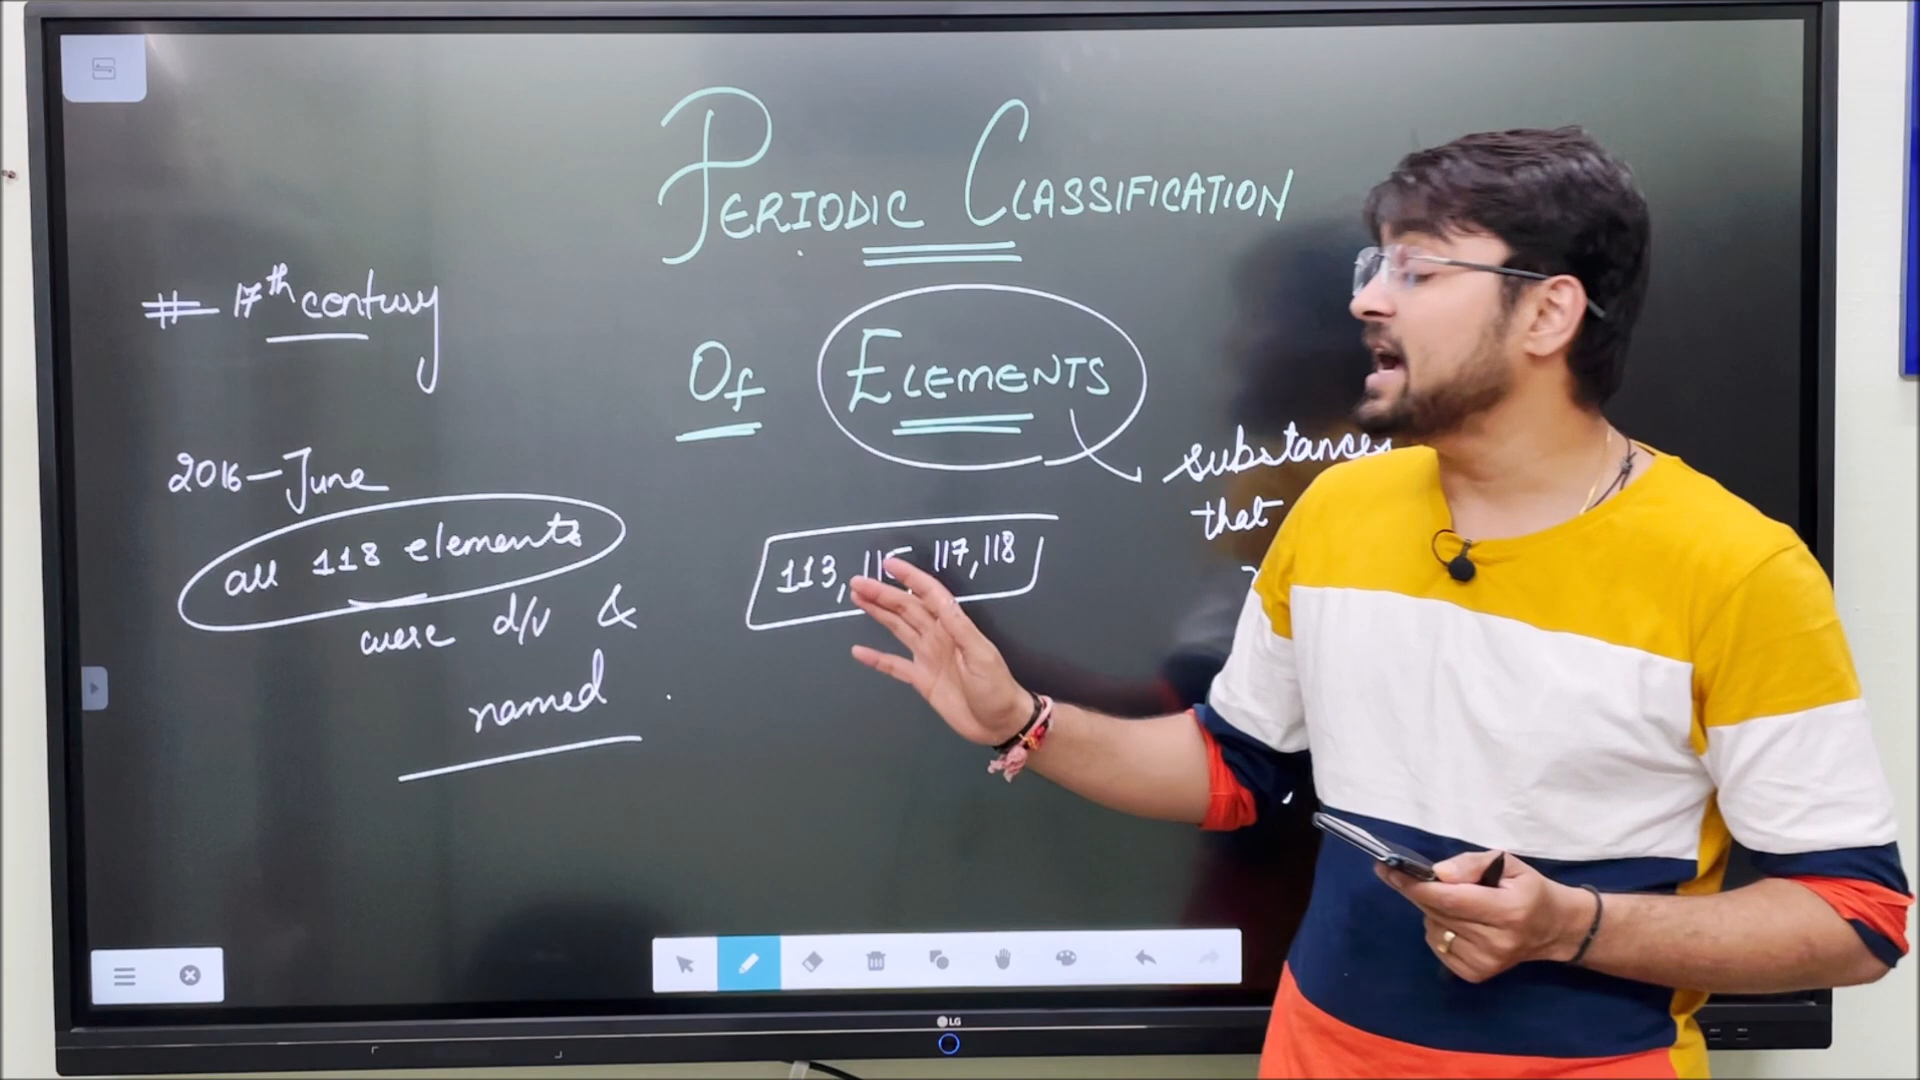 PERIODIC CLASSIFICATION
Of ELEMENTS
# 17th century
2016-June
all 118 elements
were d/v &
named
113, 115, 117, 118
substances
that
LG